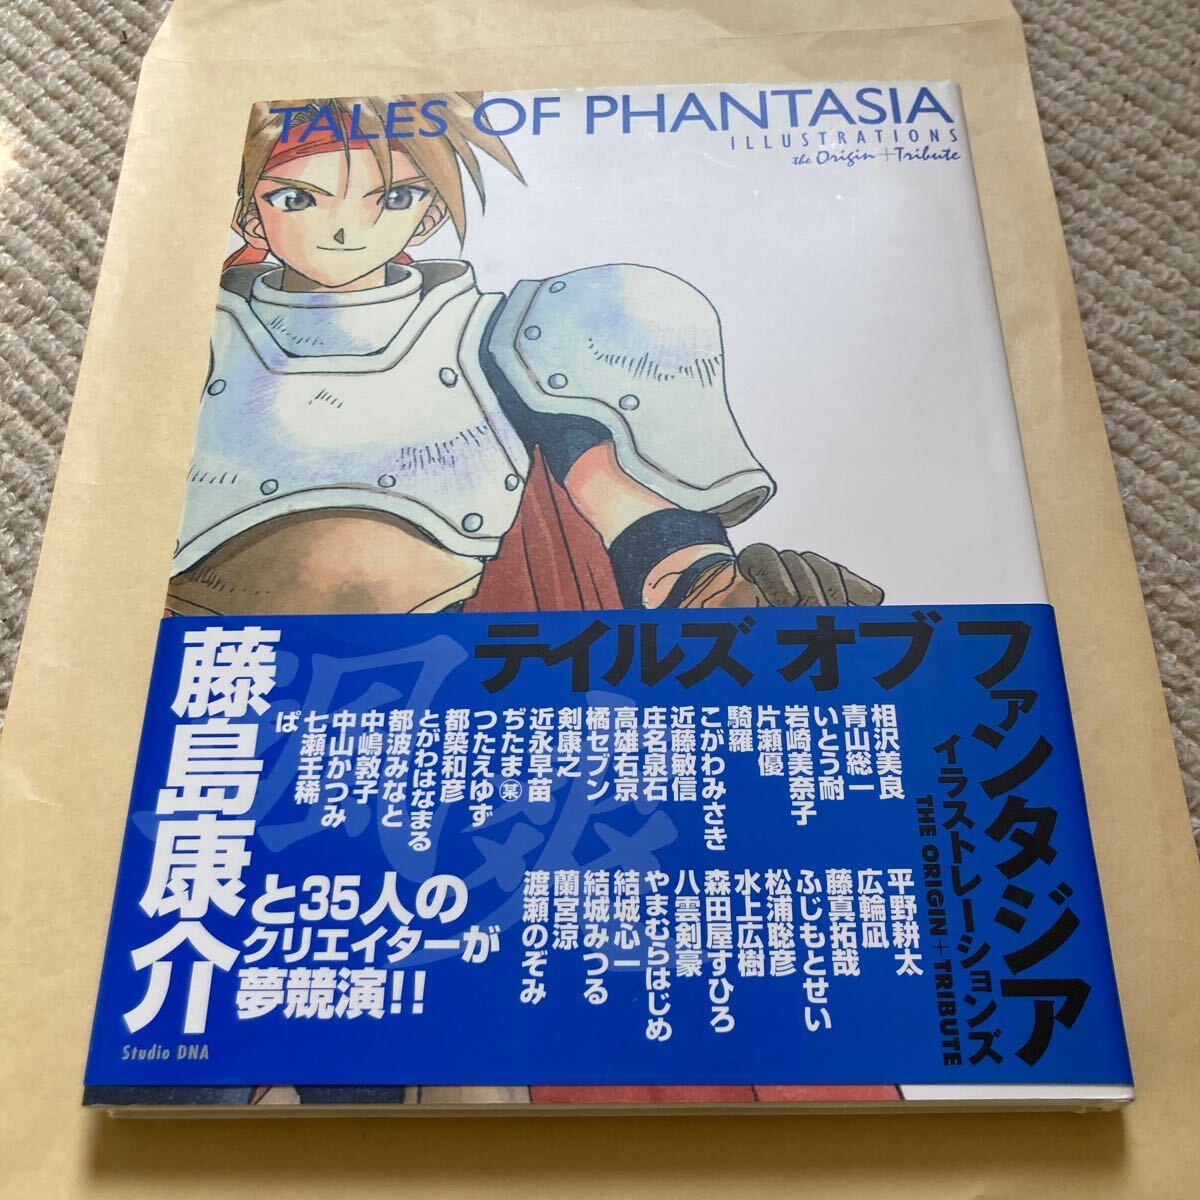 TALES OF PHANTASIA
ILLUSTRATIONS
the Origin+Tribute
テイルズ オブ ファンタジア
イラストレーションズ
THE ORIGIN+TRIBUTE
相沢美良
青山総一
いとう耐
岩崎美奈子
片瀬優
騎羅
こがわみさき
近藤敏信
庄名泉石
高雄右京
橘セブン
剣康之
近永早苗
ぢたま㊙
つたえゆず
都築和彦
とがわはなまる
都波みなと
中嶋敦子
中山かつみ
七瀬壬稀
ぱ
平野耕太
広輪凪
藤真拓哉
ふじもとせい
松浦聡彦
水上広樹
森田屋すひろ
八雲剣豪
やまむらはじめ
結城心一
結城みつる
蘭宮涼
渡瀬のぞみ
颯爽
藤島康介
と35人の
クリエイターが
夢競演!!
Studio DNA